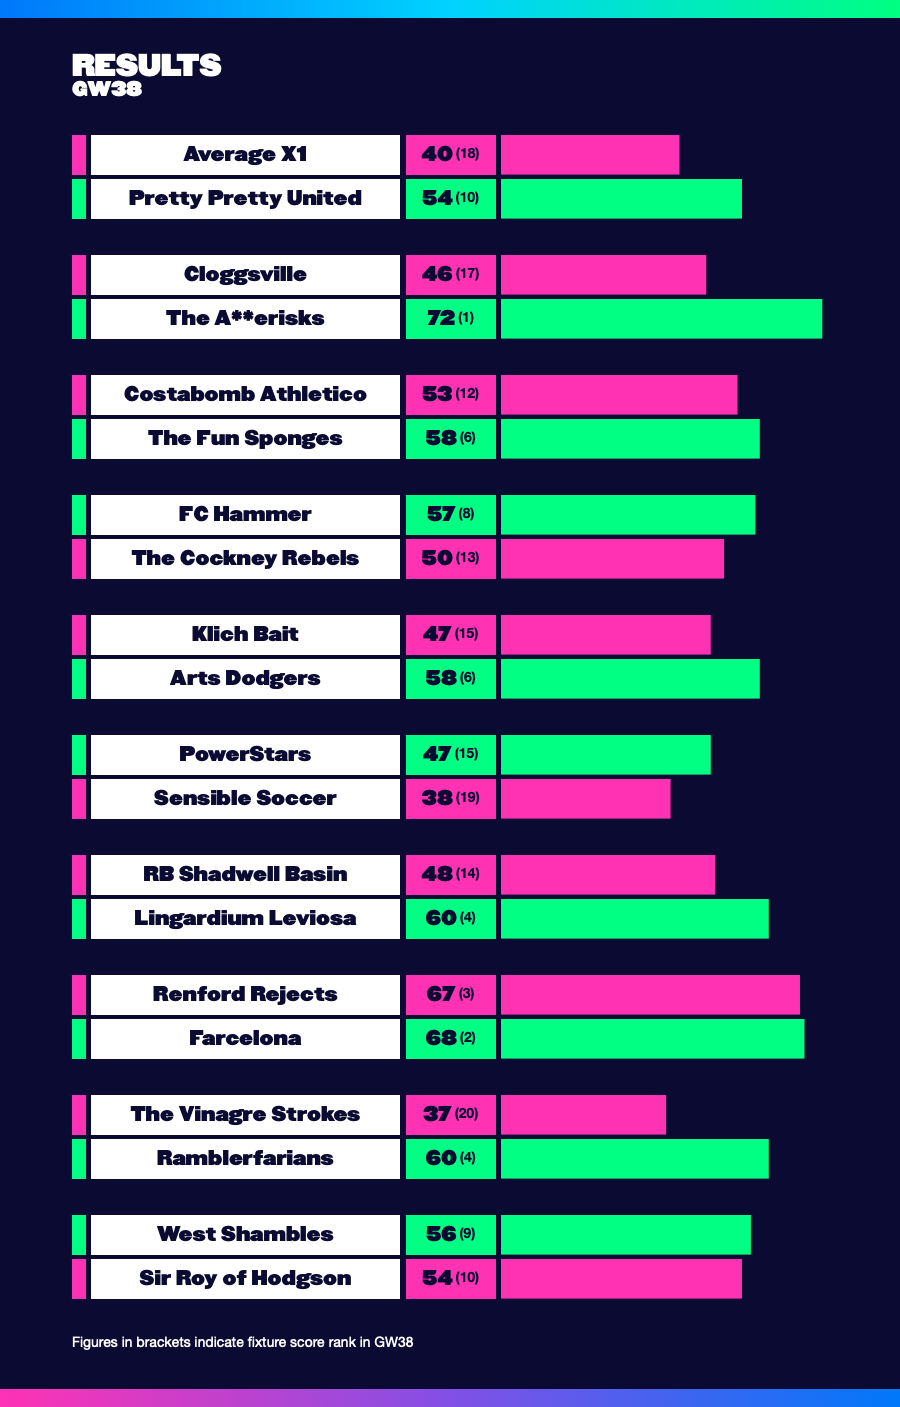 RESULTS
GW38
Average X1 40 (18)
Pretty Pretty United 54 (10)
Cloggsville 46 (17)
The A**erisks 72 (1)
Costabomb Athletico 53 (12)
The Fun Sponges 58 (6)
FC Hammer 57 (8)
The Cockney Rebels 50 (13)
Klich Bait 47 (15)
Arts Dodgers 58 (6)
PowerStars 47 (15)
Sensible Soccer 38 (19)
RB Shadwell Basin 48 (14)
Lingardium Leviosa 60 (4)
Renford Rejects 67 (3)
Farcelona 68 (2)
The Vinagre Strokes 37 (20)
Ramblerfarians 60 (4)
West Shambles 56 (9)
Sir Roy of Hodgson 54 (10)
Figures in brackets indicate fixture score rank in GW38